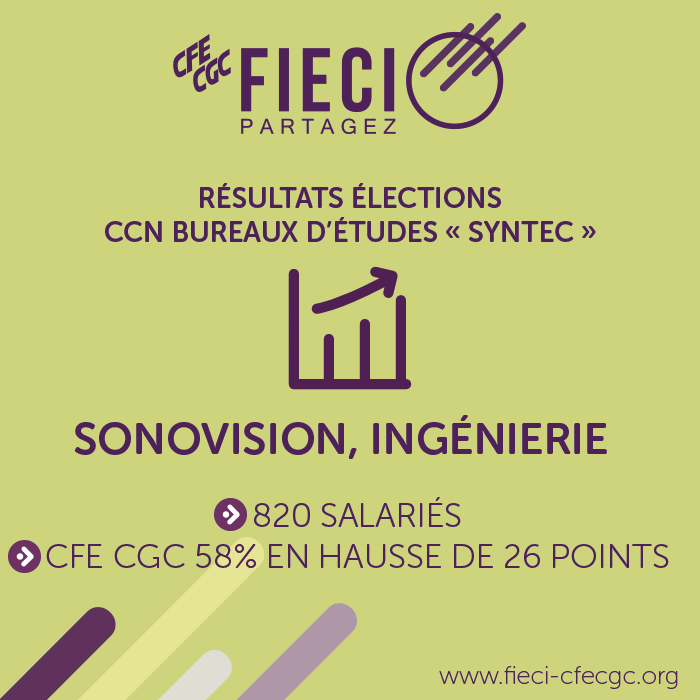 CFE
CGC
FIECI
PARTAGEZ
RÉSULTATS ÉLECTIONS
CCN BUREAUX D'ÉTUDES « SYNTEC »
SONOVISION, INGÉNIERIE
820 SALARIÉS
CFE CGC 58% EN HAUSSE DE 26 POINTS
www.fieci-cfecgc.org